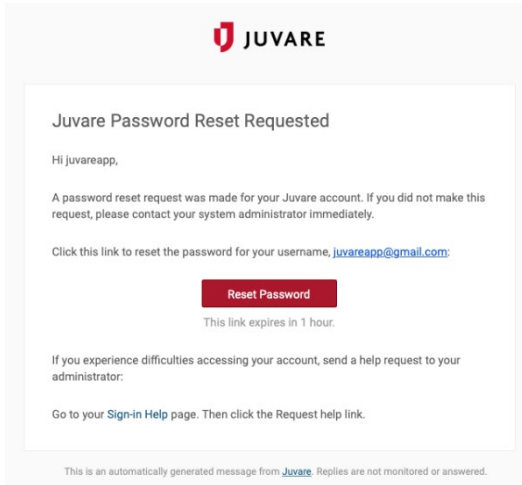 JUVARE
Juvare Password Reset Requested
Hi juvareapp,
A password reset request was made for your Juvare account. If you did not make this
request, please contact your system administrator immediately.
Click this link to reset the password for your username, juvareapp@gmail.com:
Reset Password
This link expires in 1 hour.
If you experience difficulties accessing your account, send a help request to your
administrator:
Go to your Sign-in Help page. Then click the Request help link.
This is an automatically generated message from Juvare. Replies are not monitored or answered.